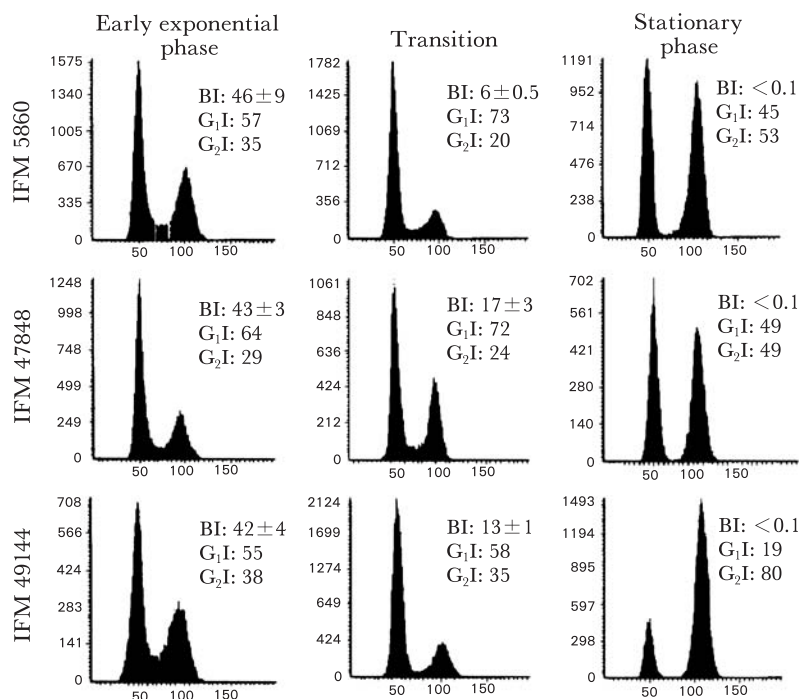 Early exponential
phase
Transition
Stationary
phase
IFM 5860
1575
1340
1005
670
335
0
50 100 150
BI: 46±9
G₁I: 57
G₂I: 35
1782
1425
1069
712
356
0
50 100 150
BI: 6±0.5
G₁I: 73
G₂I: 20
1191
952
714
476
238
0
50 100 150
BI: <0.1
G₁I: 45
G₂I: 53
IFM 47848
1248
998
748
499
249
0
50 100 150
BI: 43±3
G₁I: 64
G₂I: 29
1061
848
636
424
212
0
50 100 150
BI: 17±3
G₁I: 72
G₂I: 24
702
561
421
280
140
0
50 100 150
BI: <0.1
G₁I: 49
G₂I: 49
IFM 49144
708
566
424
283
141
0
50 100 150
BI: 42±4
G₁I: 55
G₂I: 38
2124
1699
1274
649
424
0
50 100 150
BI: 13±1
G₁I: 58
G₂I: 35
1493
1194
895
597
298
0
50 100 150
BI: <0.1
G₁I: 19
G₂I: 80